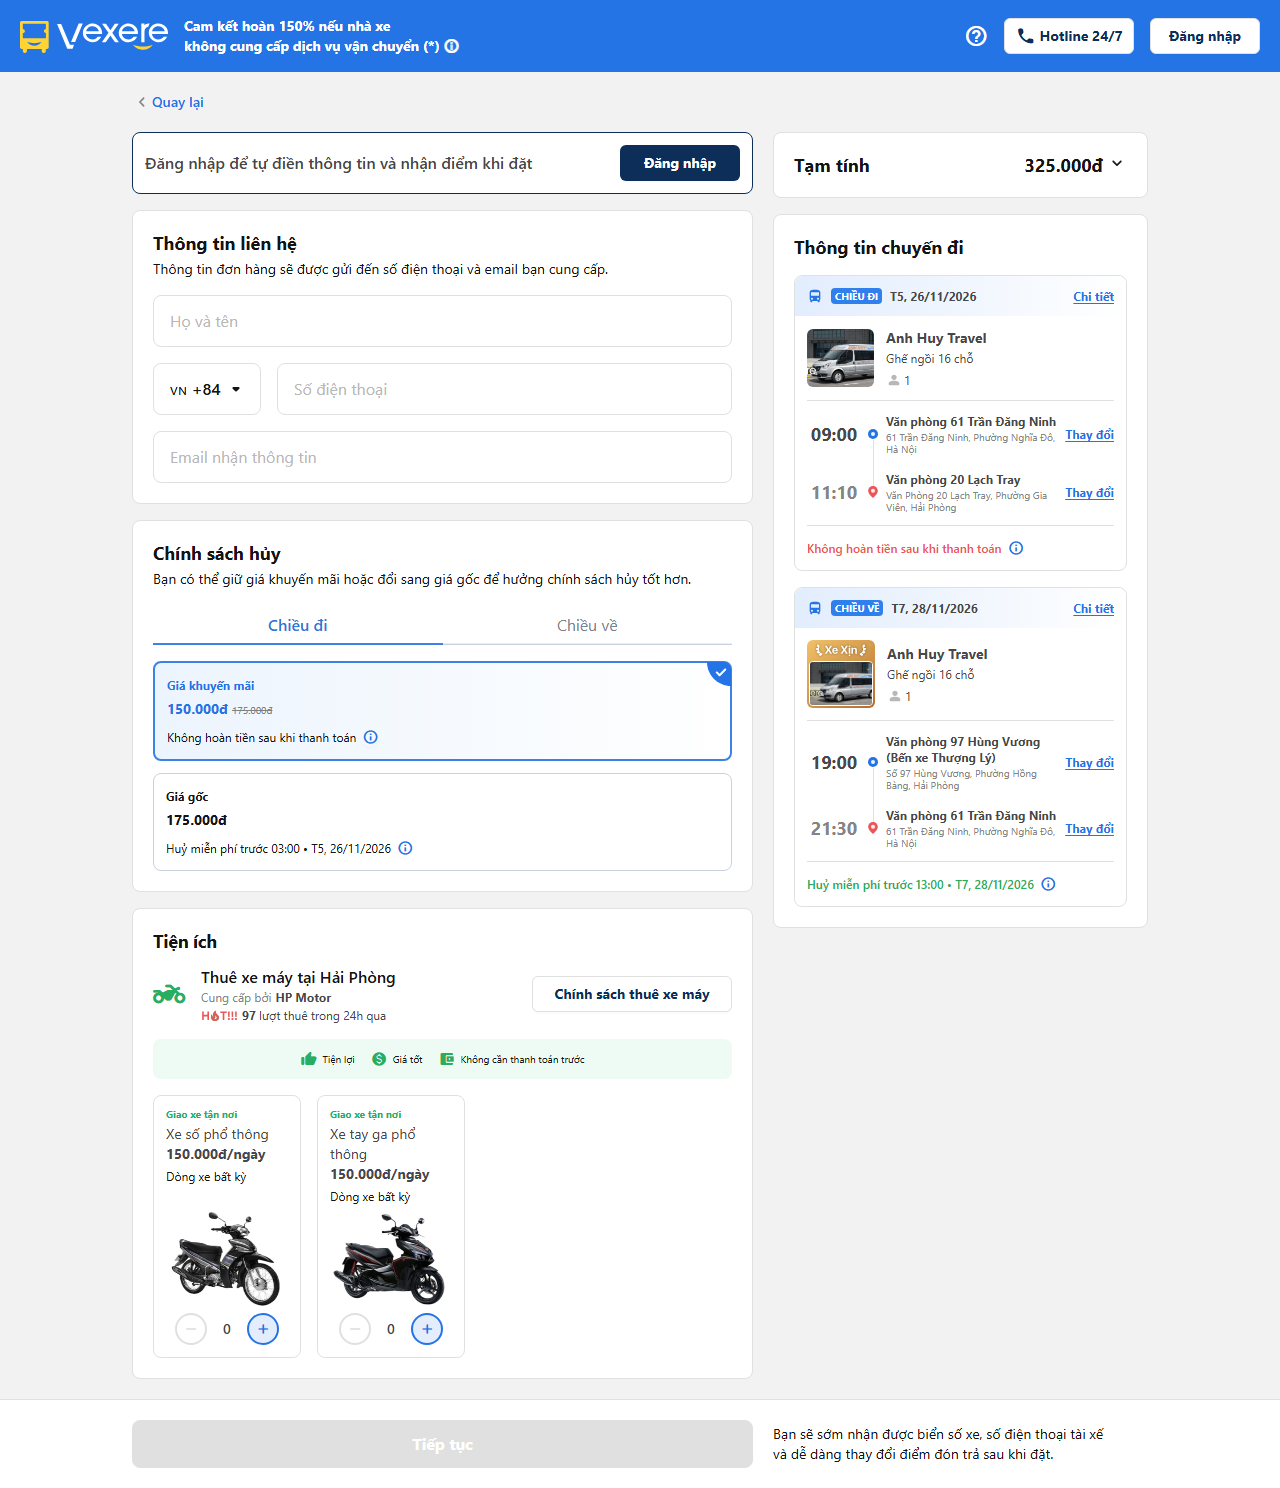 vexere
Cam kết hoàn 150% nếu nhà xe
không cung cấp dịch vụ vận chuyển (*)
Hotline 24/7
Đăng nhập
Quay lại
Đăng nhập để tự điền thông tin và nhận điểm khi đặt
Đăng nhập
Thông tin liên hệ
Thông tin đơn hàng sẽ được gửi đến số điện thoại và email bạn cung cấp.
Họ và tên
VN +84
Số điện thoại
Email nhận thông tin
Chính sách hủy
Bạn có thể giữ giá khuyến mãi hoặc đổi sang giá gốc để hưởng chính sách hủy tốt hơn.
Chiều đi
Chiều về
Giá khuyến mãi
150.000đ 175.000đ
Không hoàn tiền sau khi thanh toán
Giá gốc
175.000đ
Huỷ miễn phí trước 03:00 • T5, 26/11/2026
Tiện ích
Thuê xe máy tại Hải Phòng
Cung cấp bởi HP Motor
HOT!!! 97 lượt thuê trong 24h qua
Chính sách thuê xe máy
Tiện lợi
Giá tốt
Không cần thanh toán trước
Giao xe tận nơi
Xe số phổ thông
150.000đ/ngày
Dòng xe bất kỳ
0
Giao xe tận nơi
Xe tay ga phổ
thông
150.000đ/ngày
Dòng xe bất kỳ
0
Tạm tính
325.000đ
Thông tin chuyến đi
CHIỀU ĐI
T5, 26/11/2026
Chi tiết
Anh Huy Travel
Ghế ngồi 16 chỗ
1
09:00
Văn phòng 61 Trần Đăng Ninh
61 Trần Đăng Ninh, Phường Nghĩa Đô,
Hà Nội
Thay đổi
11:10
Văn phòng 20 Lạch Tray
Văn Phòng 20 Lạch Tray, Phường Gia
Viên, Hải Phòng
Thay đổi
Không hoàn tiền sau khi thanh toán
CHIỀU VỀ
T7, 28/11/2026
Chi tiết
Xe Xịn
Anh Huy Travel
Ghế ngồi 16 chỗ
1
19:00
Văn phòng 97 Hùng Vương
(Bến xe Thượng Lý)
Số 97 Hùng Vương, Phường Hồng
Bàng, Hải Phòng
Thay đổi
21:30
Văn phòng 61 Trần Đăng Ninh
61 Trần Đăng Ninh, Phường Nghĩa Đô,
Hà Nội
Thay đổi
Huỷ miễn phí trước 13:00 • T7, 28/11/2026
Tiếp tục
Bạn sẽ sớm nhận được biển số xe, số điện thoại tài xế
và dễ dàng thay đổi điểm đón trả sau khi đặt.